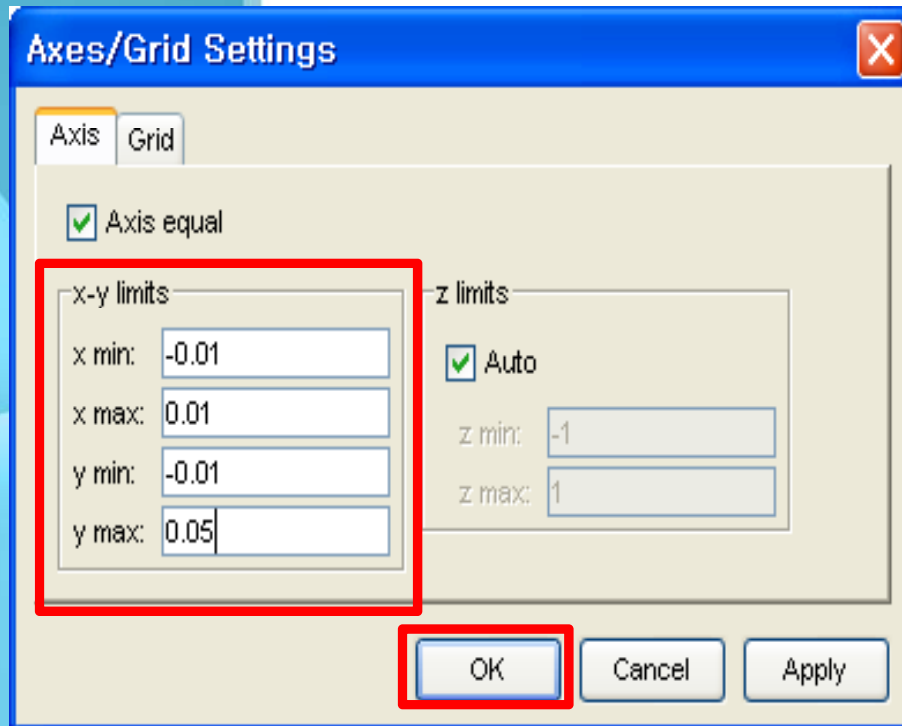 Axes/Grid Settings
Axis Grid
Axis equal
x-y limits
x min: -0.01
x max: 0.01
y min: -0.01
y max: 0.05
z limits
Auto
z min: -1
z max: 1
OK Cancel Apply